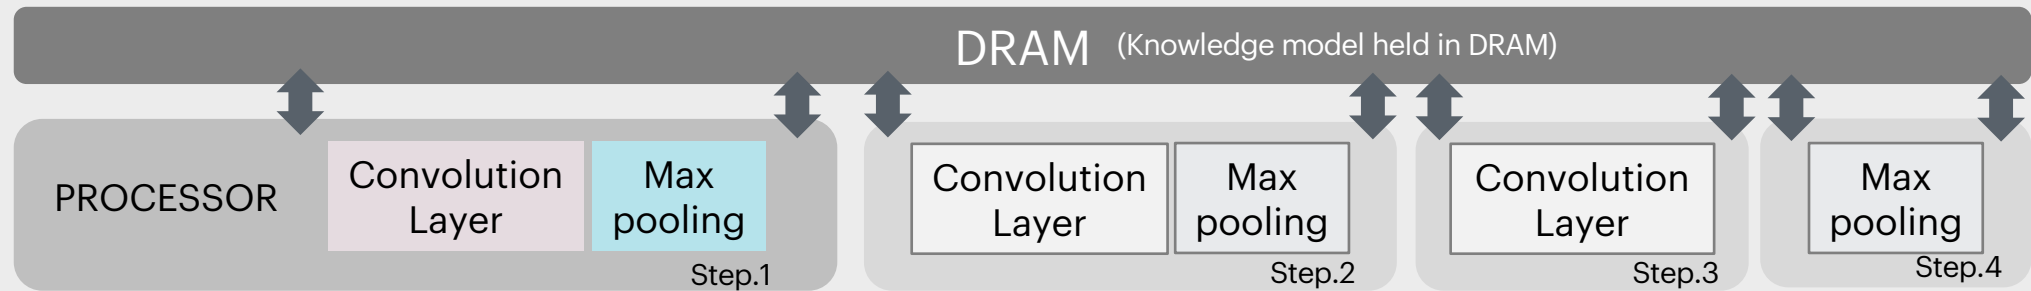 DRAM (Knowledge model held in DRAM)
PROCESSOR
Convolution
Layer
Max
pooling
Step.1
Convolution
Layer
Max
pooling
Step.2
Convolution
Layer
Step.3
Max
pooling
Step.4